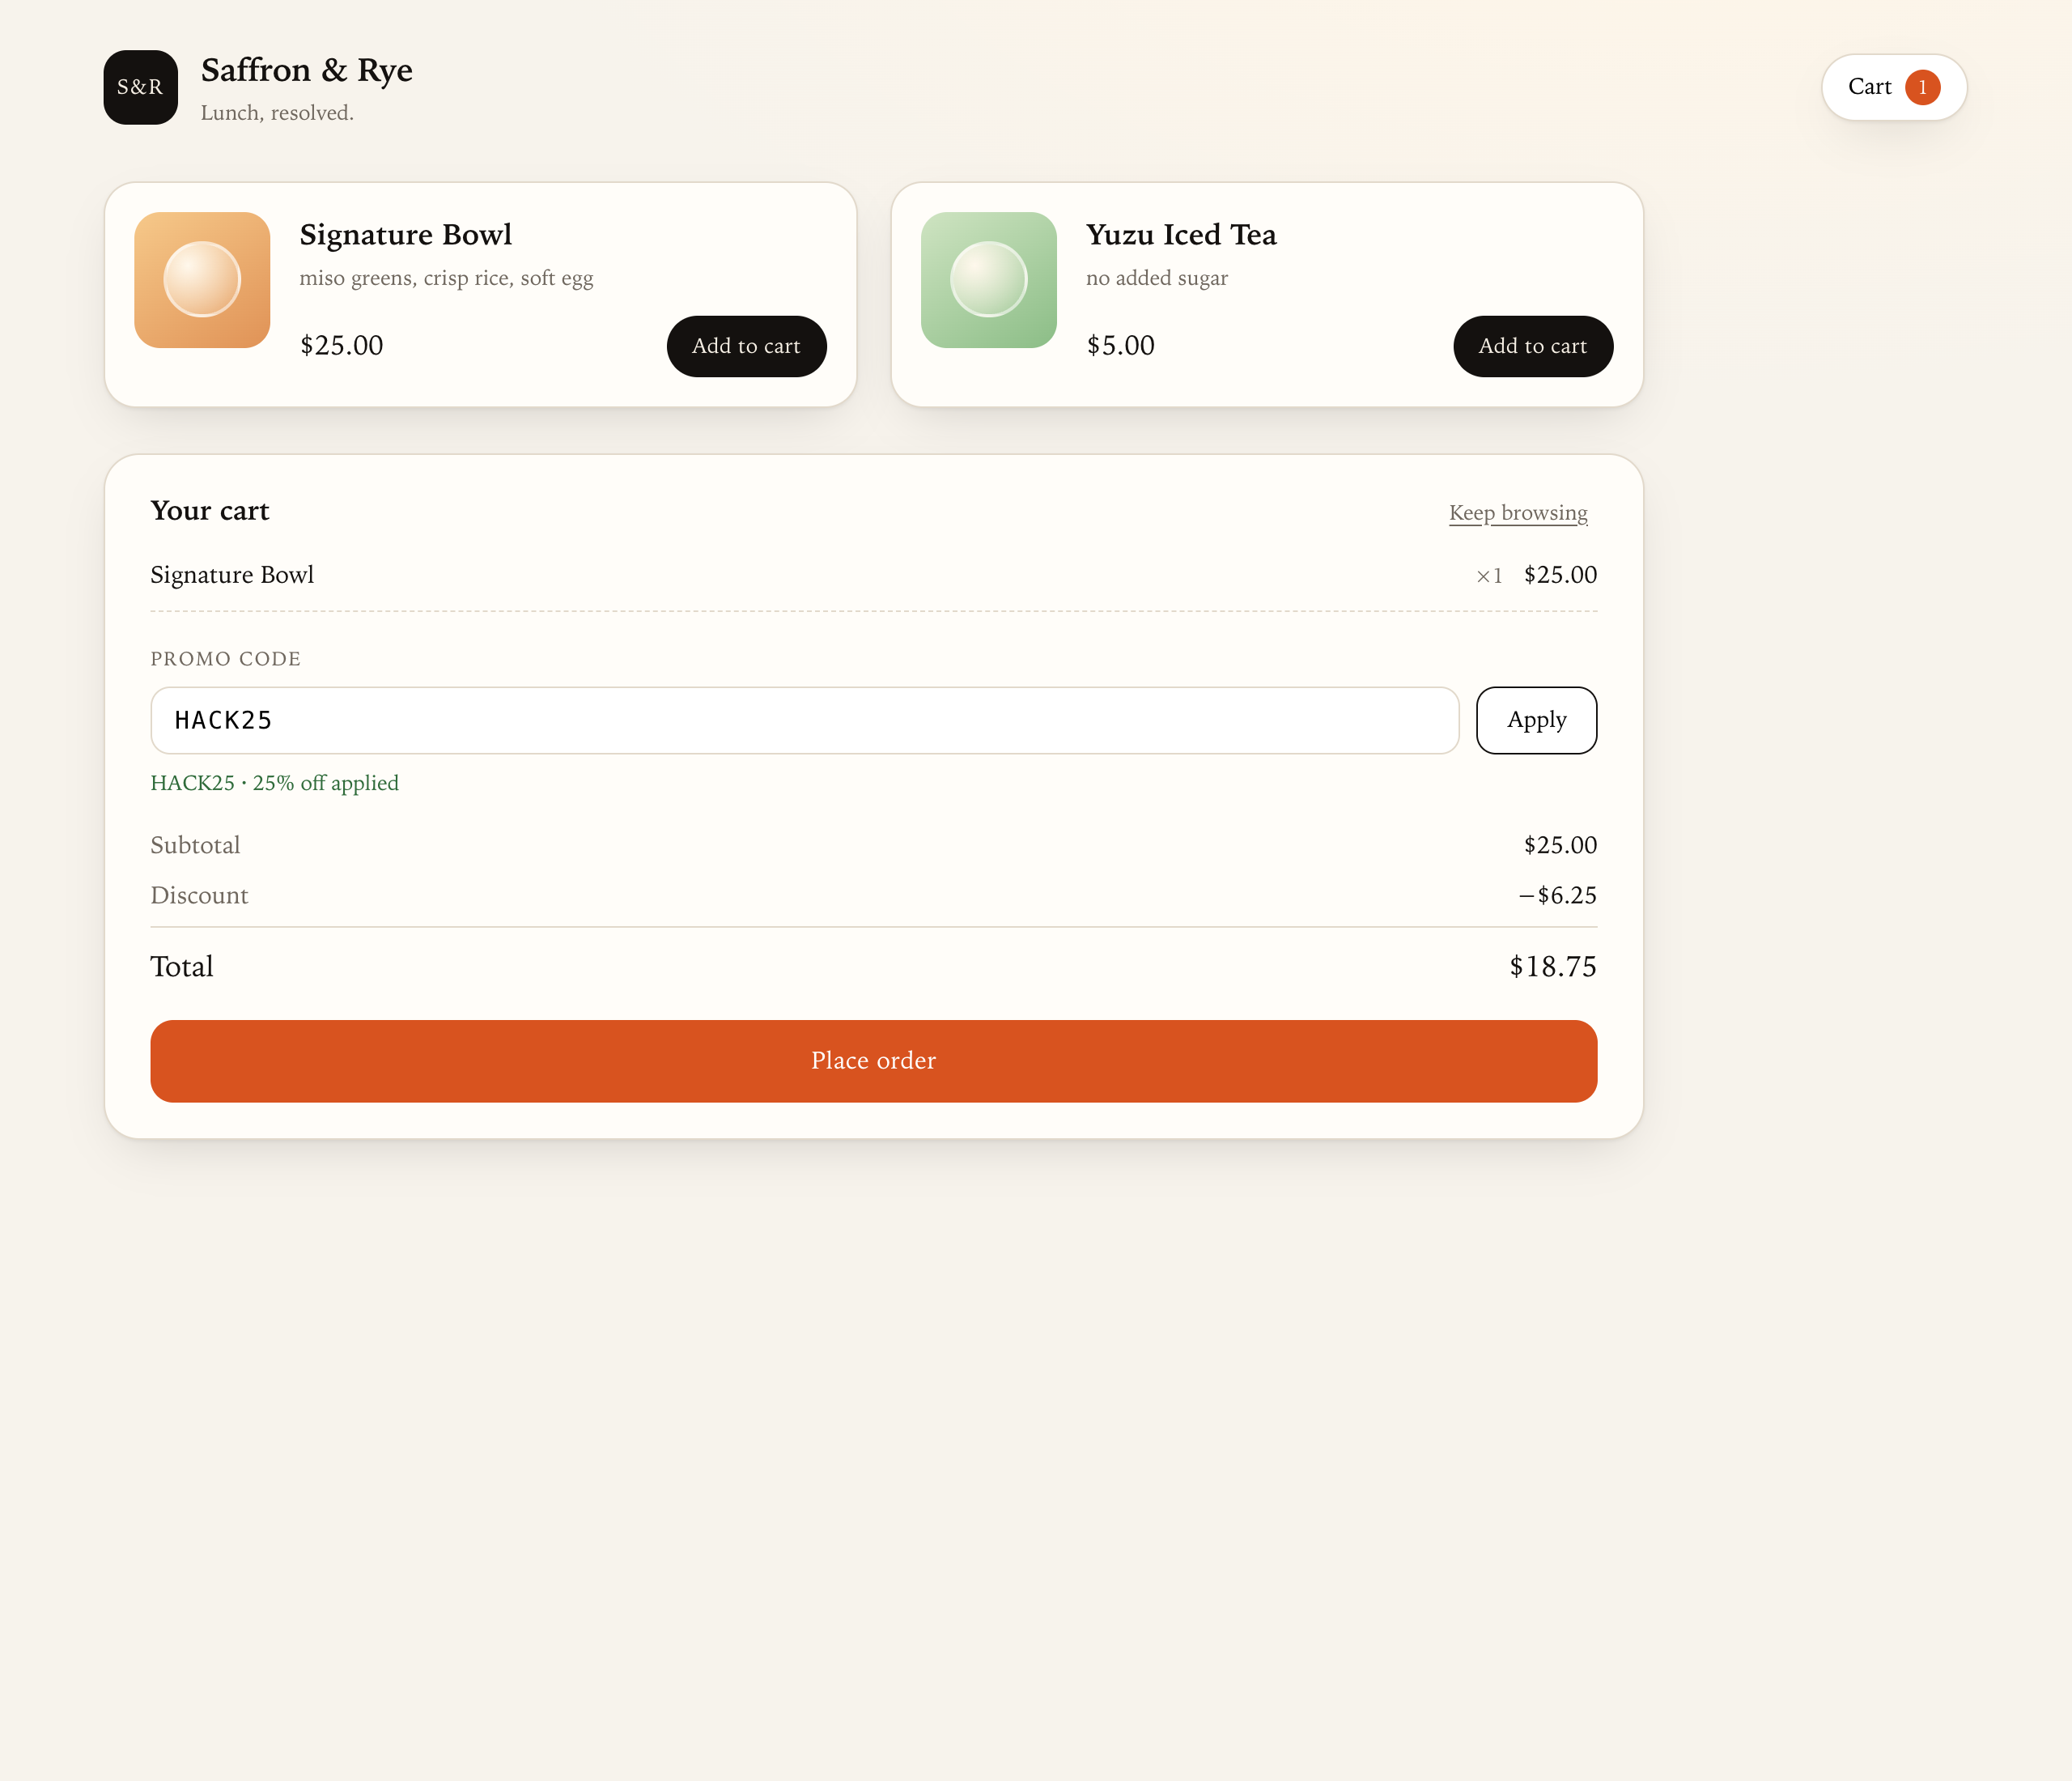 S&R
Saffron & Rye
Lunch, resolved.
Cart 1
Signature Bowl
miso greens, crisp rice, soft egg
$25.00 Add to cart
Yuzu Iced Tea
no added sugar
$5.00 Add to cart
Your cart Keep browsing
Signature Bowl ×1 $25.00
PROMO CODE
HACK25 Apply
HACK25 · 25% off applied
Subtotal $25.00
Discount −$6.25
Total $18.75
Place order